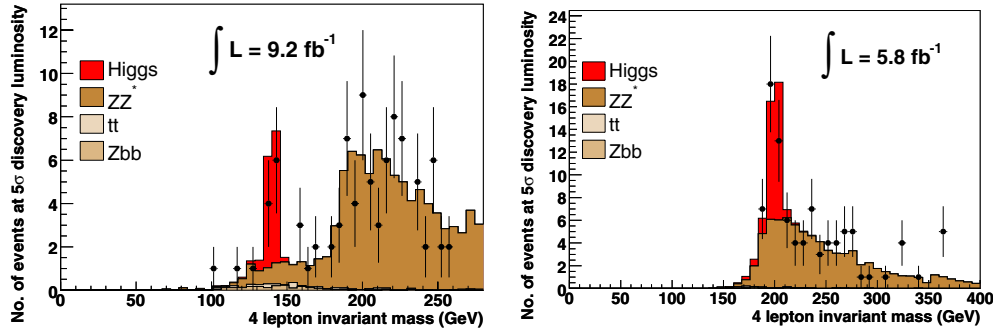 No. of events at 5σ discovery luminosity
12
10
8
6
4
2
0
∫ L = 9.2 fb⁻¹
Higgs
ZZ*
tt
Zbb
0 50 100 150 200 250
4 lepton invariant mass (GeV)
No. of events at 5σ discovery luminosity
24
22
20
18
16
14
12
10
8
6
4
2
0
∫ L = 5.8 fb⁻¹
Higgs
ZZ*
tt
Zbb
0 50 100 150 200 250 300 350 400
4 lepton invariant mass (GeV)